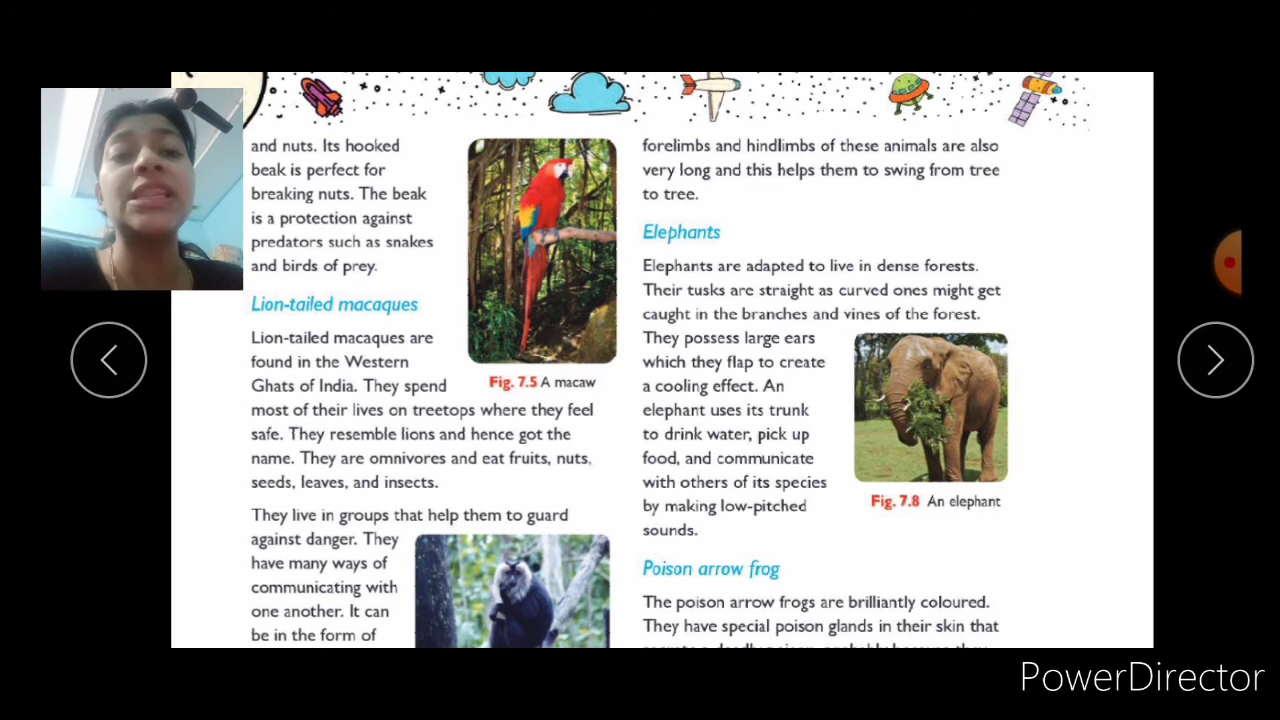 and nuts. Its hooked
beak is perfect for
breaking nuts. The beak
is a protection against
predators such as snakes
and birds of prey.
Lion-tailed macaques
Lion-tailed macaques are
found in the Western
Ghats of India. They spend
most of their lives on treetops where they feel
safe. They resemble lions and hence got the
name. They are omnivores and eat fruits, nuts,
seeds, leaves, and insects.
They live in groups that help them to guard
against danger. They
have many ways of
communicating with
one another. It can
be in the form of
Fig. 7.5 A macaw
forelimbs and hindlimbs of these animals are also
very long and this helps them to swing from tree
to tree.
Elephants
Elephants are adapted to live in dense forests.
Their tusks are straight as curved ones might get
caught in the branches and vines of the forest.
They possess large ears
which they flap to create
a cooling effect. An
elephant uses its trunk
to drink water, pick up
food, and communicate
with others of its species
by making low-pitched
sounds.
Fig. 7.8 An elephant
Poison arrow frog
The poison arrow frogs are brilliantly coloured.
They have special poison glands in their skin that
PowerDirector